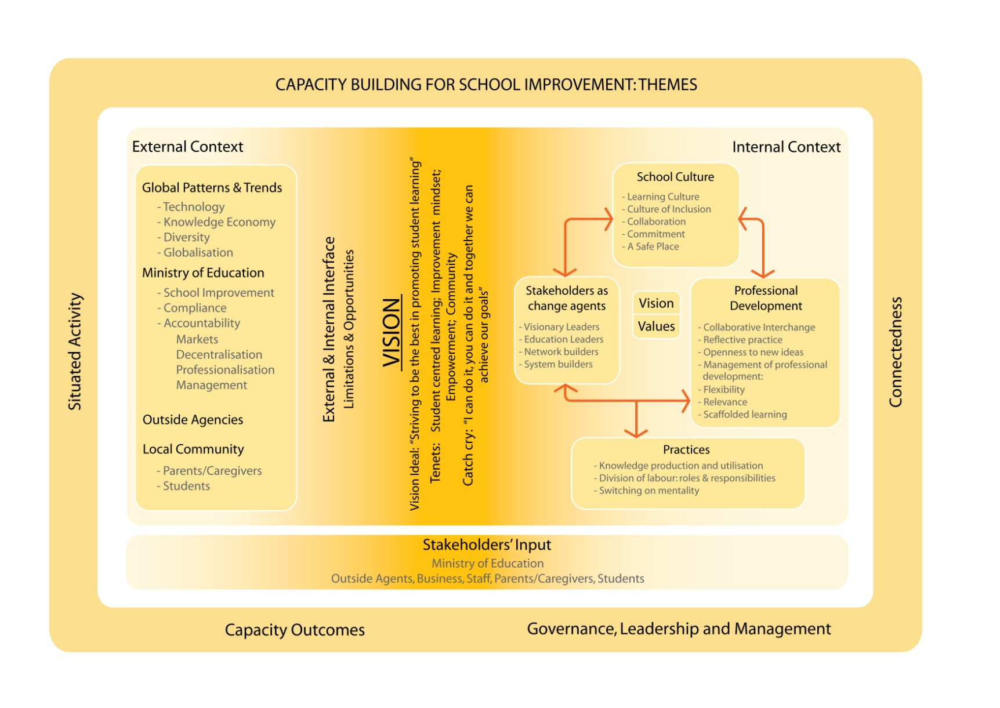 CAPACITY BUILDING FOR SCHOOL IMPROVEMENT: THEMES
Situated Activity
External Context
Global Patterns & Trends
- Technology
- Knowledge Economy
- Diversity
- Globalisation
Ministry of Education
- School Improvement
- Compliance
- Accountability
Markets
Decentralisation
Professionalisation
Management
Outside Agencies
Local Community
- Parents/Caregivers
- Students
External & Internal Interface
Limitations & Opportunities
VISION
Vision Ideal: “Striving to be the best in promoting student learning”
Tenets: Student centred learning; Improvement mindset;
Empowerment; Community
Catch cry: “I can do it, you can do it and together we can
achieve our goals”
Internal Context
School Culture
- Learning Culture
- Culture of Inclusion
- Collaboration
- Commitment
- A Safe Place
Stakeholders as
change agents
- Visionary Leaders
- Education Leaders
- Network builders
- System builders
Vision
Values
Professional
Development
- Collaborative Interchange
- Reflective practice
- Openness to new ideas
- Management of professional
development:
- Flexibility
- Relevance
- Scaffolded learning
Practices
- Knowledge production and utilisation
- Division of labour: roles & responsibilities
- Switching on mentality
Connectedness
Stakeholders’ Input
Ministry of Education
Outside Agents, Business, Staff, Parents/Caregivers, Students
Capacity Outcomes
Governance, Leadership and Management